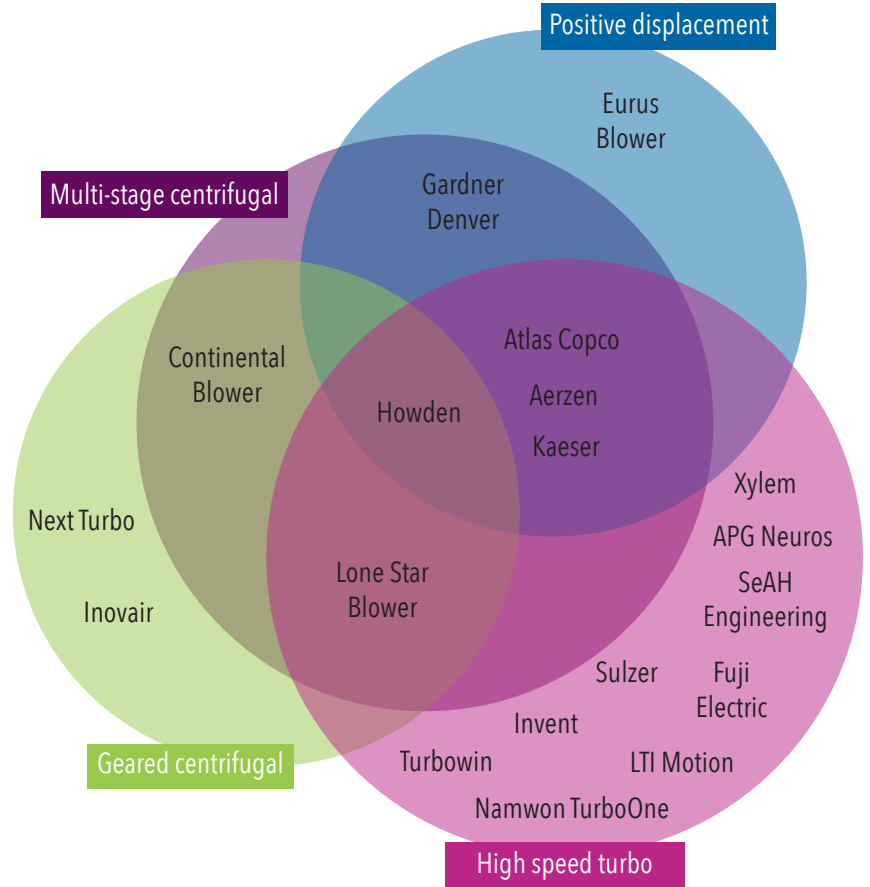 Positive displacement
Eurus
Blower
Multi-stage centrifugal
Gardner
Denver
Continental
Blower
Atlas Copco
Aerzen
Kaeser
Howden
Xylem
APG Neuros
SeAH
Engineering
Next Turbo
Inovair
Lone Star
Blower
Sulzer
Fuji
Electric
Invent
Turbowin
LTI Motion
Namwon TurboOne
Geared centrifugal
High speed turbo